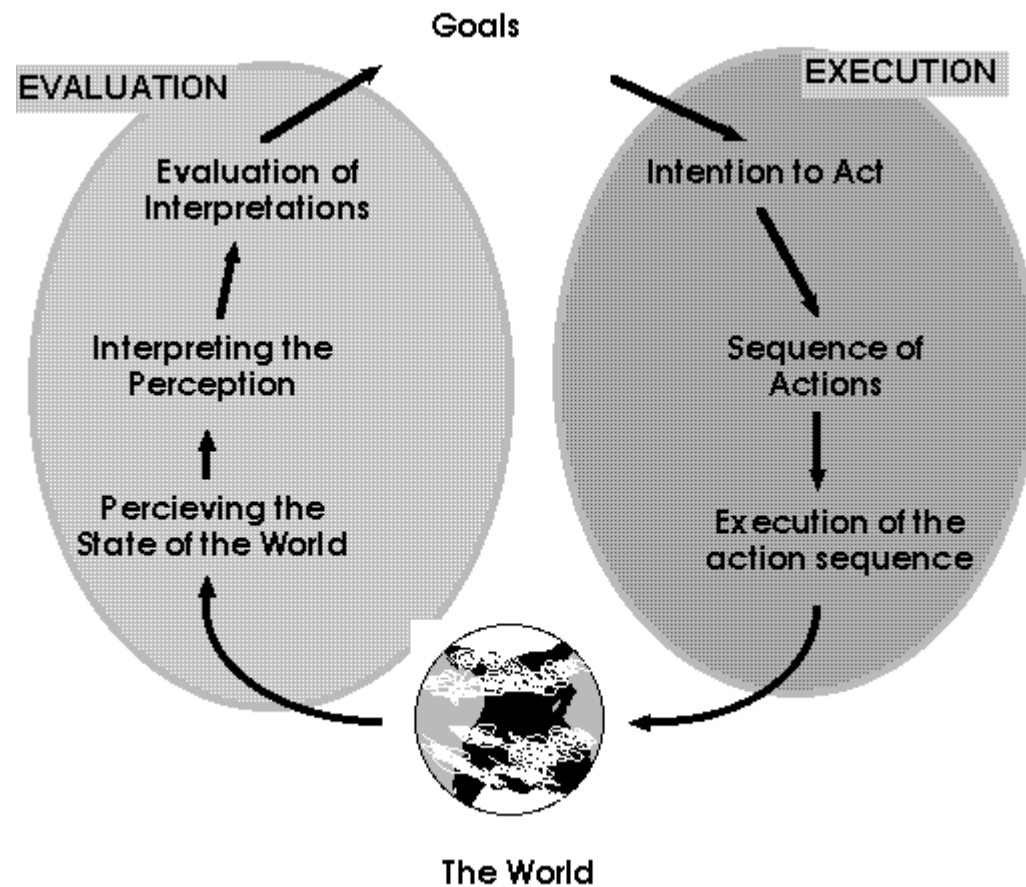 Goals
EVALUATION
EXECUTION
Evaluation of
Interpretations
Intention to Act
Interpreting the
Perception
Sequence of
Actions
Percieving the
State of the World
Execution of the
action sequence
The World